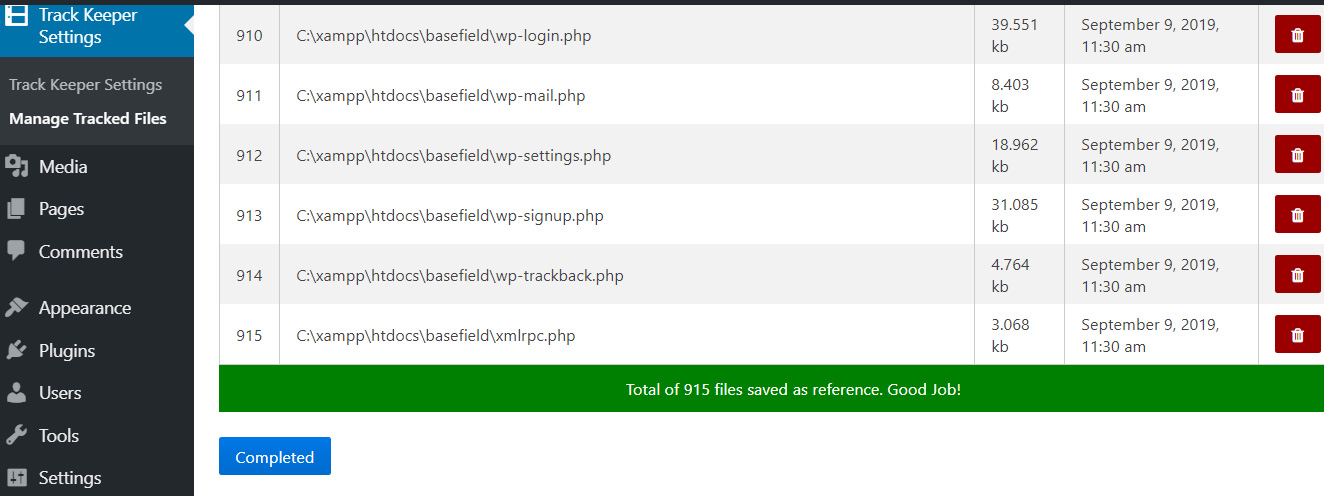 Track Keeper
Settings
Track Keeper Settings
Manage Tracked Files
Media
Pages
Comments
Appearance
Plugins
Users
Tools
Settings
910 C:\xampp\htdocs\basefield\wp-login.php 39.551 September 9, 2019,
kb 11:30 am
911 C:\xampp\htdocs\basefield\wp-mail.php 8.403 September 9, 2019,
kb 11:30 am
912 C:\xampp\htdocs\basefield\wp-settings.php 18.962 September 9, 2019,
kb 11:30 am
913 C:\xampp\htdocs\basefield\wp-signup.php 31.085 September 9, 2019,
kb 11:30 am
914 C:\xampp\htdocs\basefield\wp-trackback.php 4.764 September 9, 2019,
kb 11:30 am
915 C:\xampp\htdocs\basefield\xmlrpc.php 3.068 September 9, 2019,
kb 11:30 am
Total of 915 files saved as reference. Good Job!
Completed